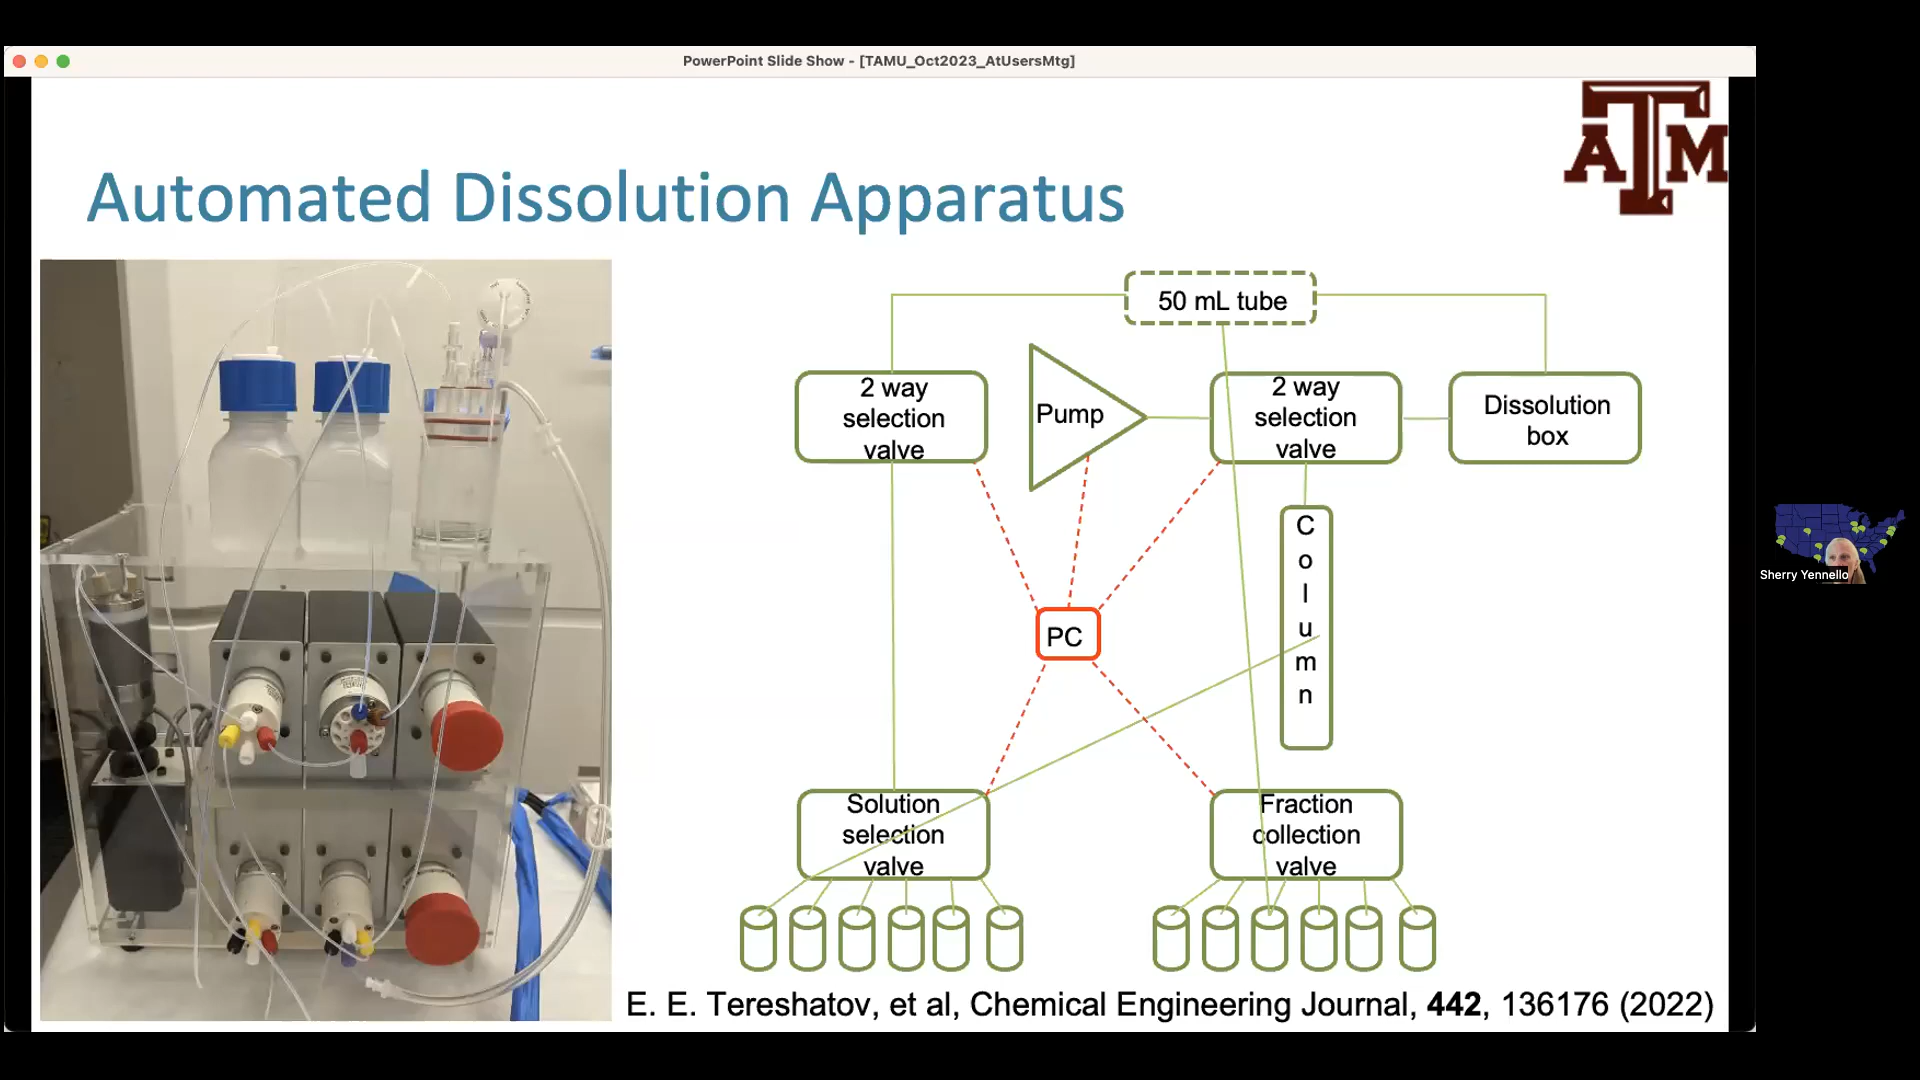 PowerPoint Slide Show - [TAMU_Oct2023_AtUsersMtg]
ATM
Automated Dissolution Apparatus
50 mL tube
2 way
selection
valve
Pump
2 way
selection
valve
Dissolution
box
C
o
l
u
m
n
PC
Solution
selection
valve
Fraction
collection
valve
E. E. Tereshatov, et al, Chemical Engineering Journal, 442, 136176 (2022)
Sherry Yennello